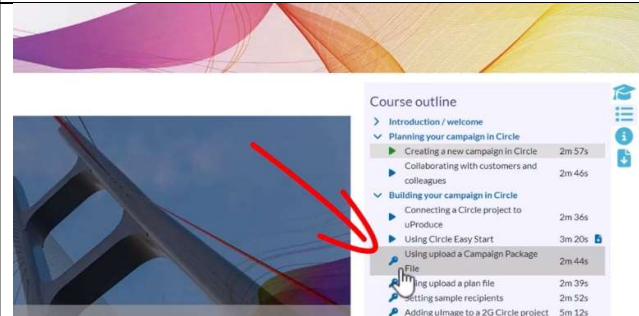 Course outline
Introduction / welcome
Planning your campaign in Circle
Creating a new campaign in Circle 2m 57s
Collaborating with customers and
colleagues 2m 46s
Building your campaign in Circle
Connecting a Circle project to
uProduce 2m 36s
Using Circle Easy Start 3m 20s
Using upload a Campaign Package
File 2m 44s
upload a plan file 2m 39s
Setting sample recipients 2m 52s
Adding uImage to a 2G Circle project 5m 12s